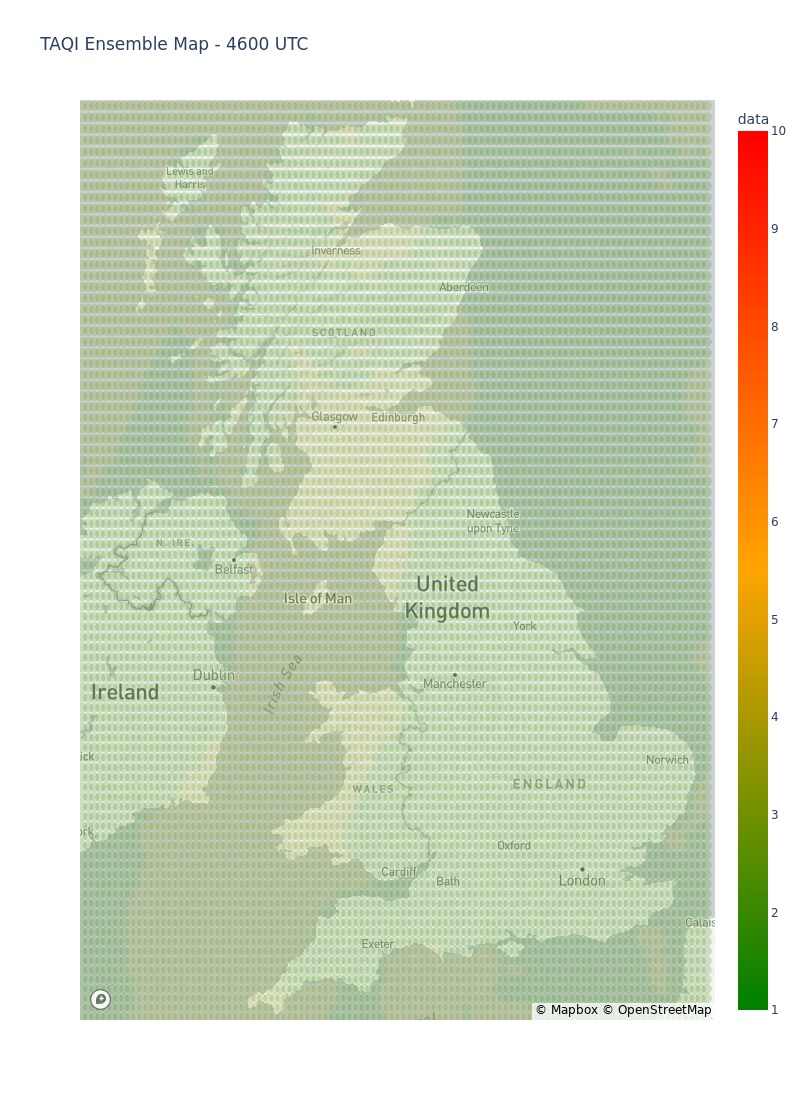 TAQI Ensemble Map - 4600 UTC
data
10
9
8
7
6
5
4
3
2
1
Lewis and
Harris
Inverness
Aberdeen
SCOTLAND
Glasgow
Edinburgh
Newcastle
upon Tyne
N. IRE.
Belfast
Isle of Man
United
Kingdom
York
Irish Sea
Dublin
Manchester
Ireland
ick
Norwich
WALES
ENGLAND
ork
Oxford
Cardiff
Bath
London
Calais
Exeter
© Mapbox © OpenStreetMap